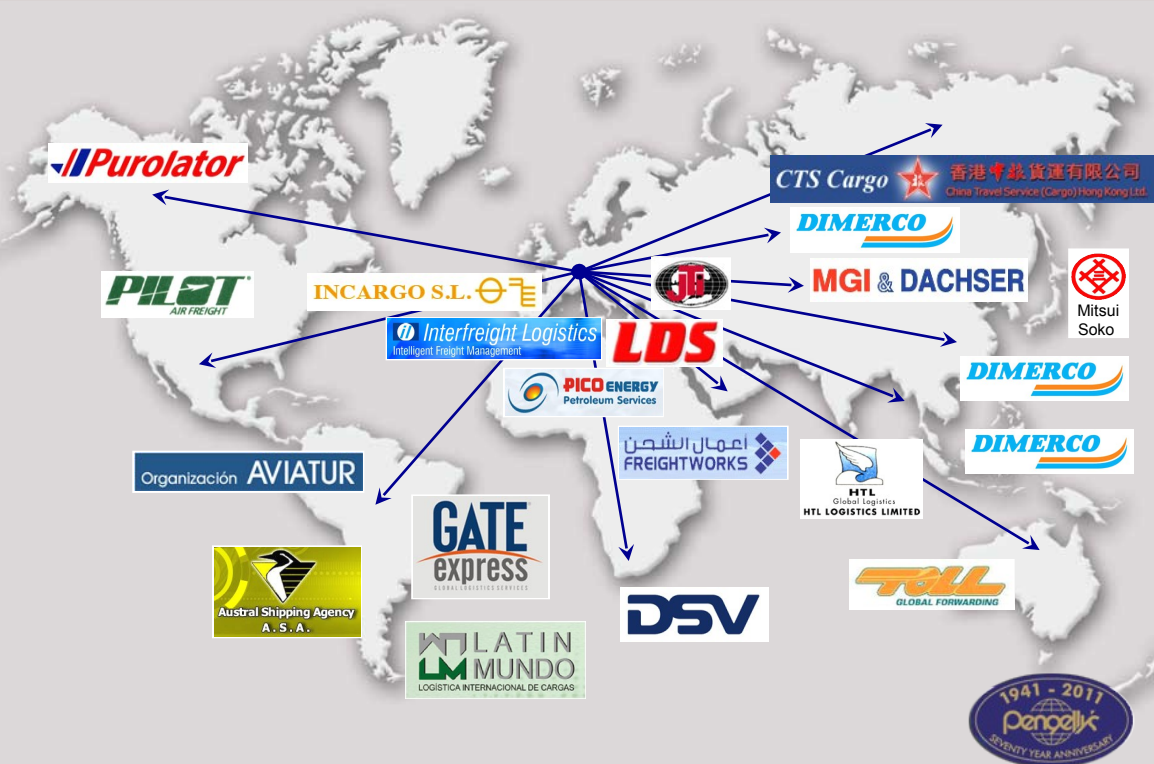 Purolator
CTS Cargo
香港中旅貨運有限公司
China Travel Service (Cargo) Hong Kong Ltd.
DIMERCO
PILOT
AIR FREIGHT
INCARGO S.L.
JTI
MGI & DACHSER
Mitsui
Soko
Interfreight Logistics
Intelligent Freight Management
LDS
DIMERCO
PICO ENERGY
Petroleum Services
أعمال الشحن
FREIGHTWORKS
DIMERCO
Organización AVIATUR
HTL
Global Logistics
HTL LOGISTICS LIMITED
GATE
express
GLOBAL LOGISTICS SERVICES
Austral Shipping Agency
A.S.A.
TOLL
GLOBAL FORWARDING
DSV
LATIN
MUNDO
LM
LOGÍSTICA INTERNACIONAL DE CARGAS
1941 - 2011
Pengelly's
SEVENTY YEAR ANNIVERSARY